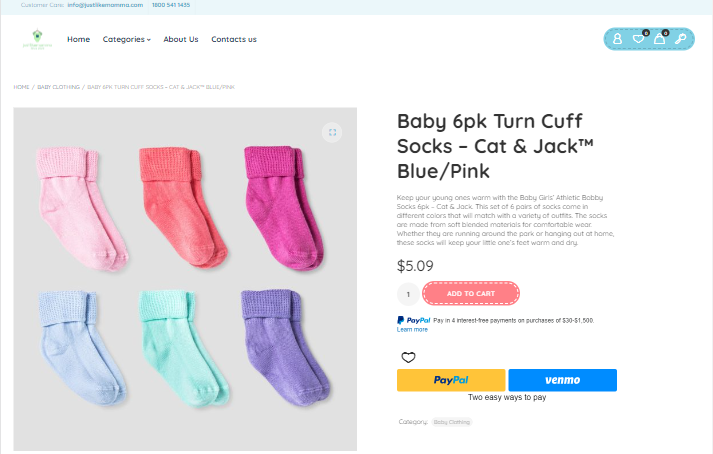 Customer Care: info@justlikemomma.com 1800 541 1435
Home Categories About Us Contacts us
0 0
HOME / BABY CLOTHING / BABY 6PK TURN CUFF SOCKS – CAT & JACK™ BLUE/PINK
Baby 6pk Turn Cuff
Socks – Cat & Jack™
Blue/Pink
Keep your young ones warm with the Baby Girls' Athletic Bobby
Socks 6pk – Cat & Jack. This set of 6 pairs of socks come in
different colors that will match with a variety of outfits. The socks
are made from soft blended materials for comfortable wear.
Whether they are running around the park or hanging out at home,
these socks will keep your little one's feet warm and dry.
$5.09
1 ADD TO CART
PayPal Pay in 4 interest-free payments on purchases of $30-$1,500.
Learn more
PayPal venmo
Two easy ways to pay
Category: Baby Clothing